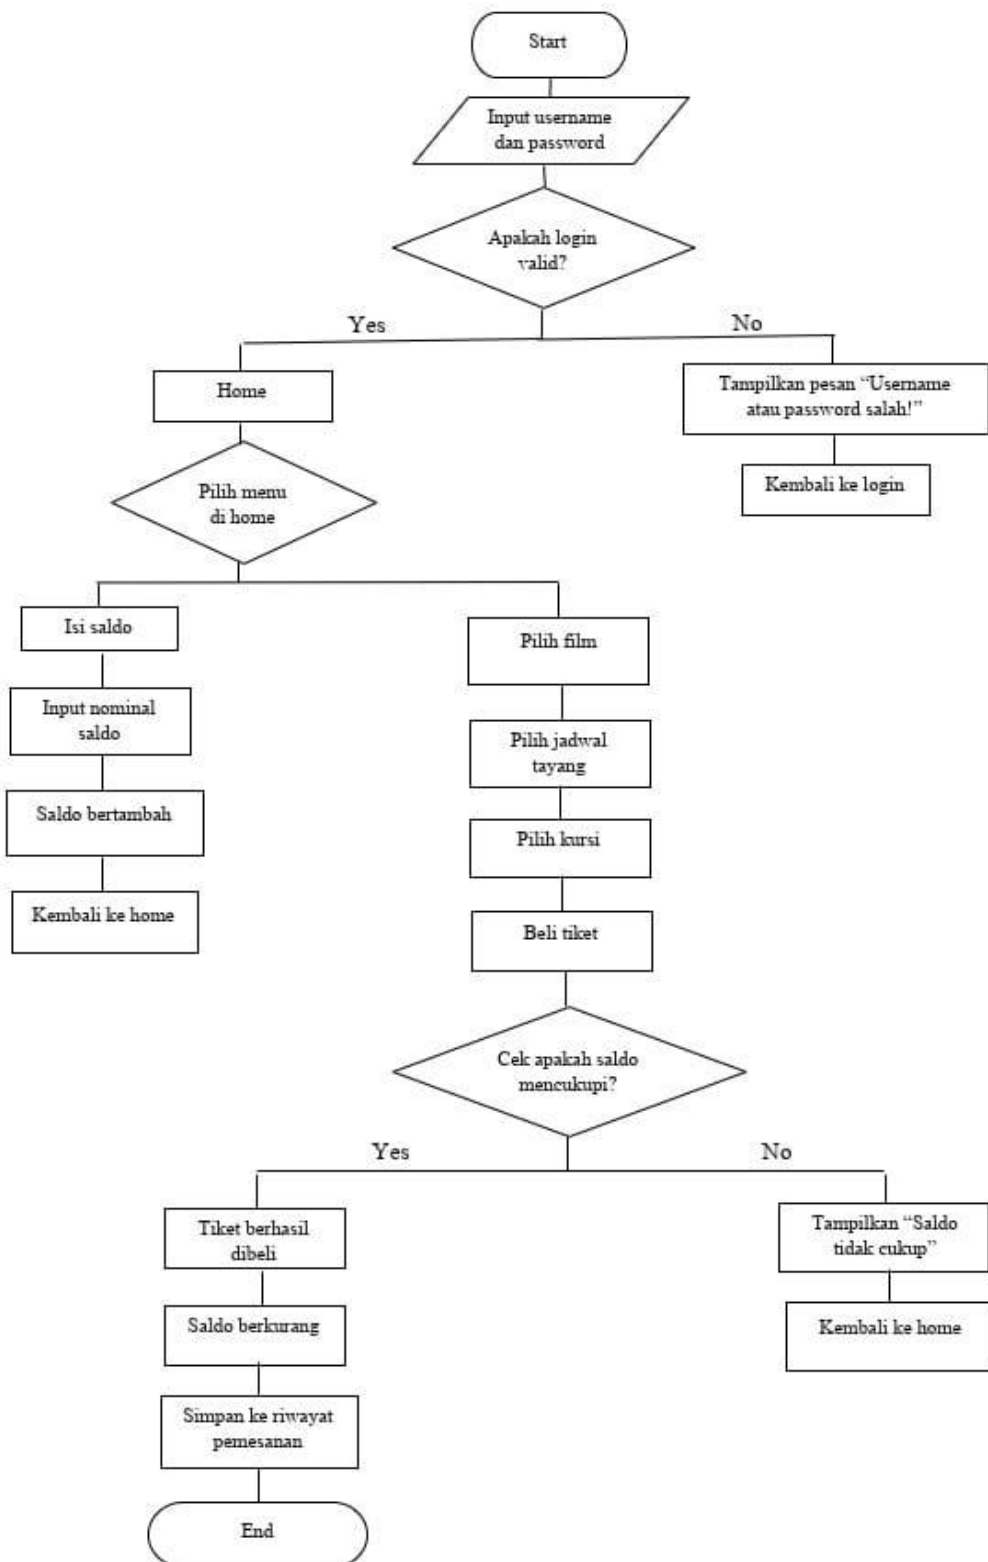 Start
Input username
dan password
Apakah login
valid?
Yes
No
Home
Tampilkan pesan “Username
atau password salah!”
Kembali ke login
Pilih menu
di home
Isi saldo
Input nominal
saldo
Saldo bertambah
Kembali ke home
Pilih film
Pilih jadwal
tayang
Pilih kursi
Beli tiket
Cek apakah saldo
mencukupi?
Yes
No
Tiket berhasil
dibeli
Saldo berkurang
Simpan ke riwayat
pemesanan
End
Tampilkan “Saldo
tidak cukup”
Kembali ke home